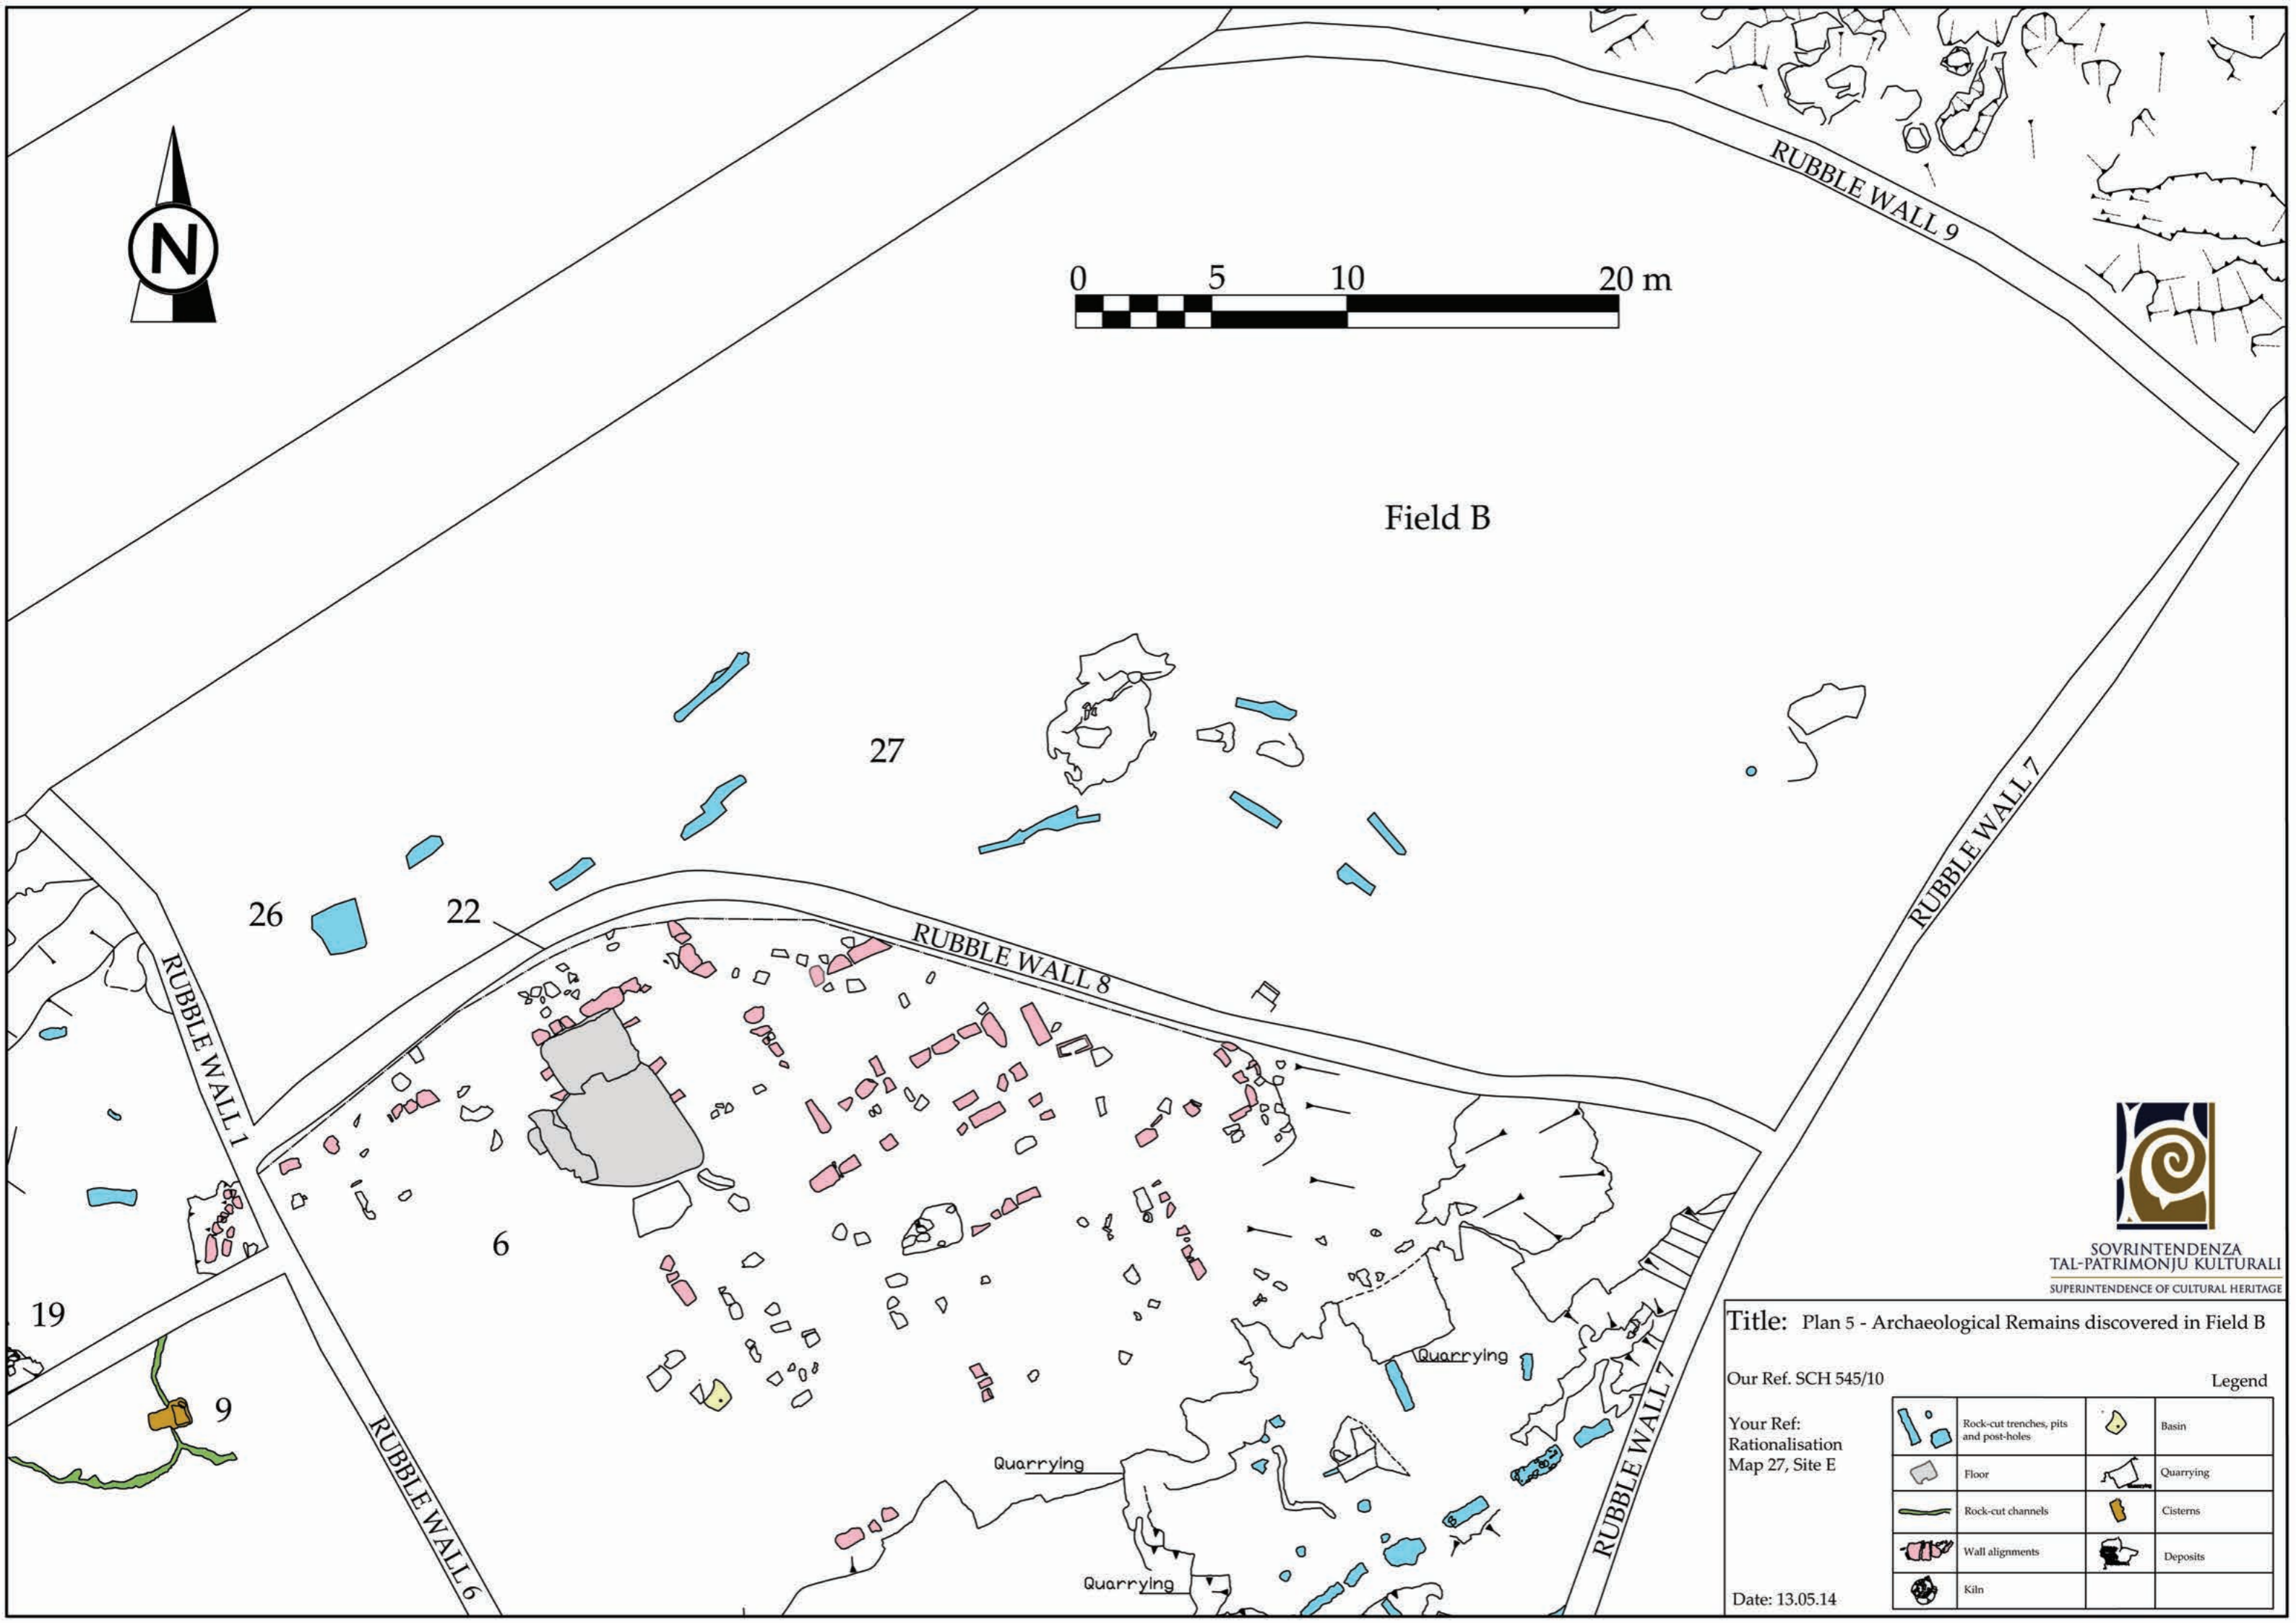 N
RUBBLE WALL 9
0 5 10 20 m
Field B
27
RUBBLE WALL 7
26
22
RUBBLE WALL 8
RUBBLE WALL 1
6
19
9
Quarrying
Quarrying
Quarrying
RUBBLE WALL 6
RUBBLE WALL 7
SOVRINTENDENZA
TAL-PATRIMONJU KULTURALI
SUPERINTENDENCE OF CULTURAL HERITAGE
Title: Plan 5 - Archaeological Remains discovered in Field B
Our Ref. SCH 545/10
Legend
Your Ref:
Rationalisation
Map 27, Site E
Date: 13.05.14
Rock-cut trenches, pits
and post-holes
Basin
Floor
Quarrying
Rock-cut channels
Cisterns
Wall alignments
Deposits
Kiln